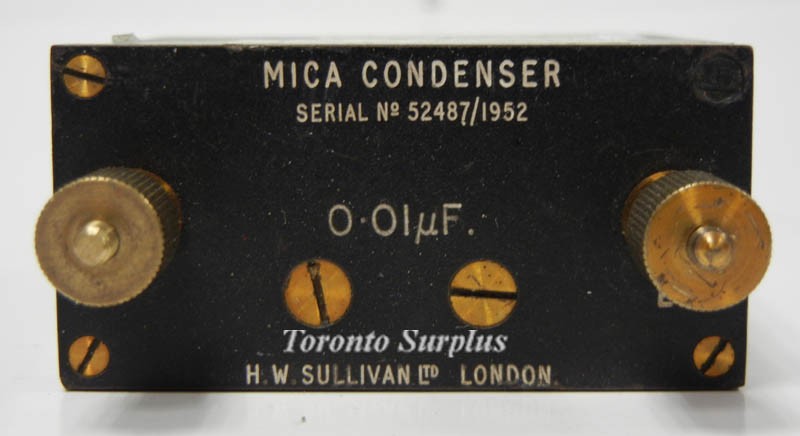 MICA CONDENSER
SERIAL Nº 52487/1952
0·01µF.
Toronto Surplus
H.W. SULLIVAN LTD LONDON.